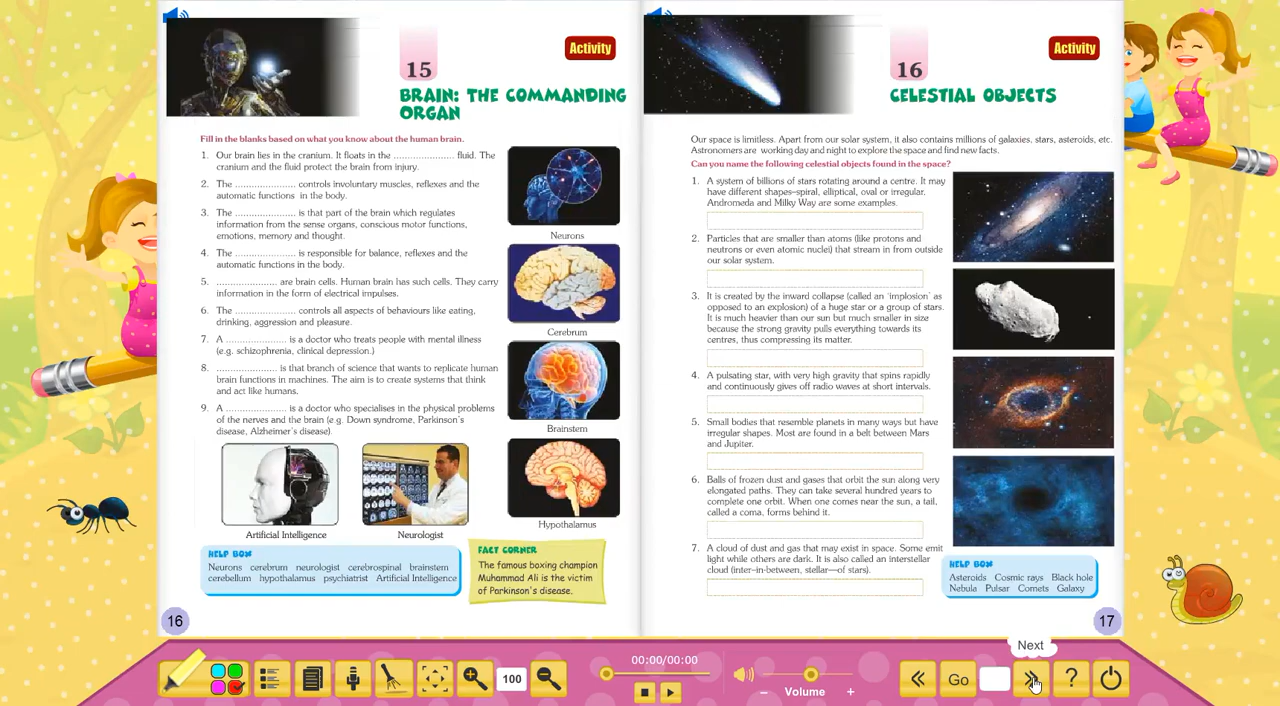 15
Activity
BRAIN: THE COMMANDING
ORGAN
Fill in the blanks based on what you know about the human brain.
1. Our brain lies in the cranium. It floats in the ...................... fluid. The
cranium and the fluid protect the brain from injury.
2. The ...................... controls involuntary muscles, reflexes and the
automatic functions in the body.
3. The ...................... is that part of the brain which regulates
information from the sense organs, conscious motor functions,
emotions, memory and thought.
4. The ...................... is responsible for balance, reflexes and the
automatic functions in the body.
5. ...................... are brain cells. Human brain has such cells. They carry
information in the form of electrical impulses.
6. The ...................... controls all aspects of behaviours like eating,
drinking, aggression and pleasure.
7. A ...................... is a doctor who treats people with mental illness
(e.g. schizophrenia, clinical depression.)
8. ...................... is that branch of science that wants to replicate human
brain functions in machines. The aim is to create systems that think
and act like humans.
9. A ...................... is a doctor who specialises in the physical problems
of the nerves and the brain (e.g. Down syndrome, Parkinson's
disease, Alzheimer's disease).
Neurons
Cerebrum
Brainstem
Hypothalamus
Artificial Intelligence
Neurologist
HELP BOX
Neurons cerebrum neurologist cerebrospinal brainstem
cerebellum hypothalamus psychiatrist Artificial Intelligence
FACT CORNER
The famous boxing champion
Muhammad Ali is the victim
of Parkinson's disease.
16
16
Activity
CELESTIAL OBJECTS
Our space is limitless. Apart from our solar system, it also contains millions of galaxies, stars, asteroids, etc.
Astronomers are working day and night to explore the space and find new facts.
Can you name the following celestial objects found in the space?
1. A system of billions of stars rotating around a centre. It may
have different shapes–spiral, elliptical, oval or irregular.
Andromeda and Milky Way are some examples.
2. Particles that are smaller than atoms (like protons and
neutrons or even atomic nuclei) that stream in from outside
our solar system.
3. It is created by the inward collapse (called an 'implosion' as
opposed to an explosion) of a huge star or a group of stars.
It is much heavier than our sun but much smaller in size
because the strong gravity pulls everything towards its
centres, thus compressing its matter.
4. A pulsating star, with very high gravity that spins rapidly
and continuously gives off radio waves at short intervals.
5. Small bodies that resemble planets in many ways but have
irregular shapes. Most are found in a belt between Mars
and Jupiter.
6. Balls of frozen dust and gases that orbit the sun along very
elongated paths. They can take several hundred years to
complete one orbit. When one comes near the sun, a tail,
called a coma, forms behind it.
7. A cloud of dust and gas that may exist in space. Some emit
light while others are dark. It is also called an interstellar
cloud (inter–in-between, stellar—of stars).
HELP BOX
Asteroids Cosmic rays Black hole
Nebula Pulsar Comets Galaxy
17
Next
100
00:00/00:00
Volume
Go
?